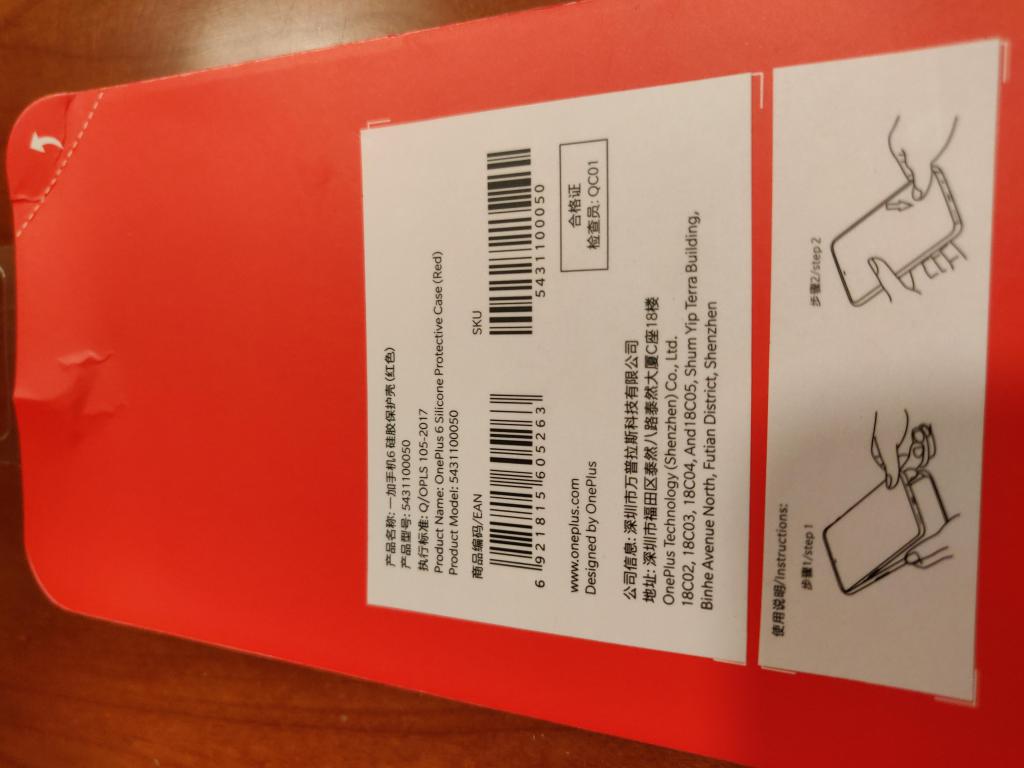 产品名称: 一加手机6 硅胶保护壳 (红色)
产品型号: 5431100050
执行标准: Q/OPLS 105-2017
Product Name: OnePlus 6 Silicone Protective Case (Red)
Product Model: 5431100050
商品编码/EAN
6 921815 605263
SKU
5431100050
www.oneplus.com
Designed by OnePlus
合格证
检查员: QC01
公司信息: 深圳市万普拉斯科技有限公司
地址: 深圳市福田区泰然八路泰然大厦C座18楼
OnePlus Technology (Shenzhen) Co., Ltd.
18C02, 18C03, 18C04, And18C05, Shum Yip Terra Building,
Binhe Avenue North, Futian District, Shenzhen
使用说明/Instructions:
步骤1/step 1
步骤2/step 2